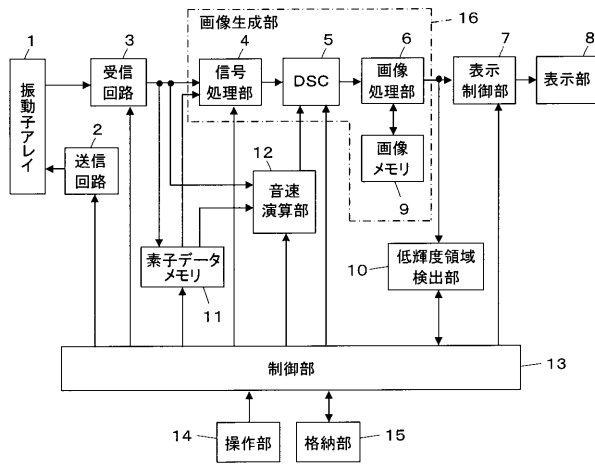 画像生成部
16
1
3
4
5
6
7
8
振動子アレイ
受信
回路
信号
処理部
DSC
画像
処理部
表示
制御部
表示部
2
送信
回路
12
音速
演算部
画像
メモリ
9
素子データ
メモリ
11
10
低輝度領域
検出部
制御部
13
14
操作部
格納部
15